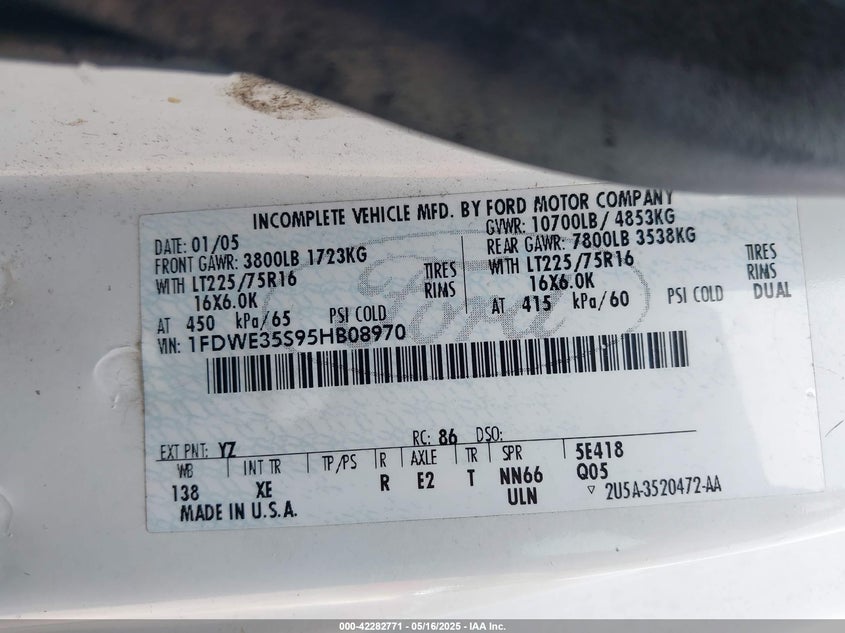 INCOMPLETE VEHICLE MFD. BY FORD MOTOR COMPANY
DATE: 01/05
GVWR: 10700LB/ 4853KG
FRONT GAWR: 3800LB 1723KG
REAR GAWR: 7800LB 3538KG
WITH LT225/75R16 TIRES
WITH LT225/75R16 TIRES
16X6.0K RIMS
16X6.0K RIMS
AT 450 kPa/65 PSI COLD
AT 415 kPa/60 PSI COLD DUAL
VIN: 1FDWE35S95HB08970
Ford
EXT PNT: YZ RC: 86 DSO:
WB INT TR TP/PS R AXLE TR SPR 5E418
138 XE R E2 T NN66 Q05
ULN ▽ 2U5A-3520472-AA
MADE IN U.S.A.
000-42282771 - 05/16/2025 - IAA Inc.